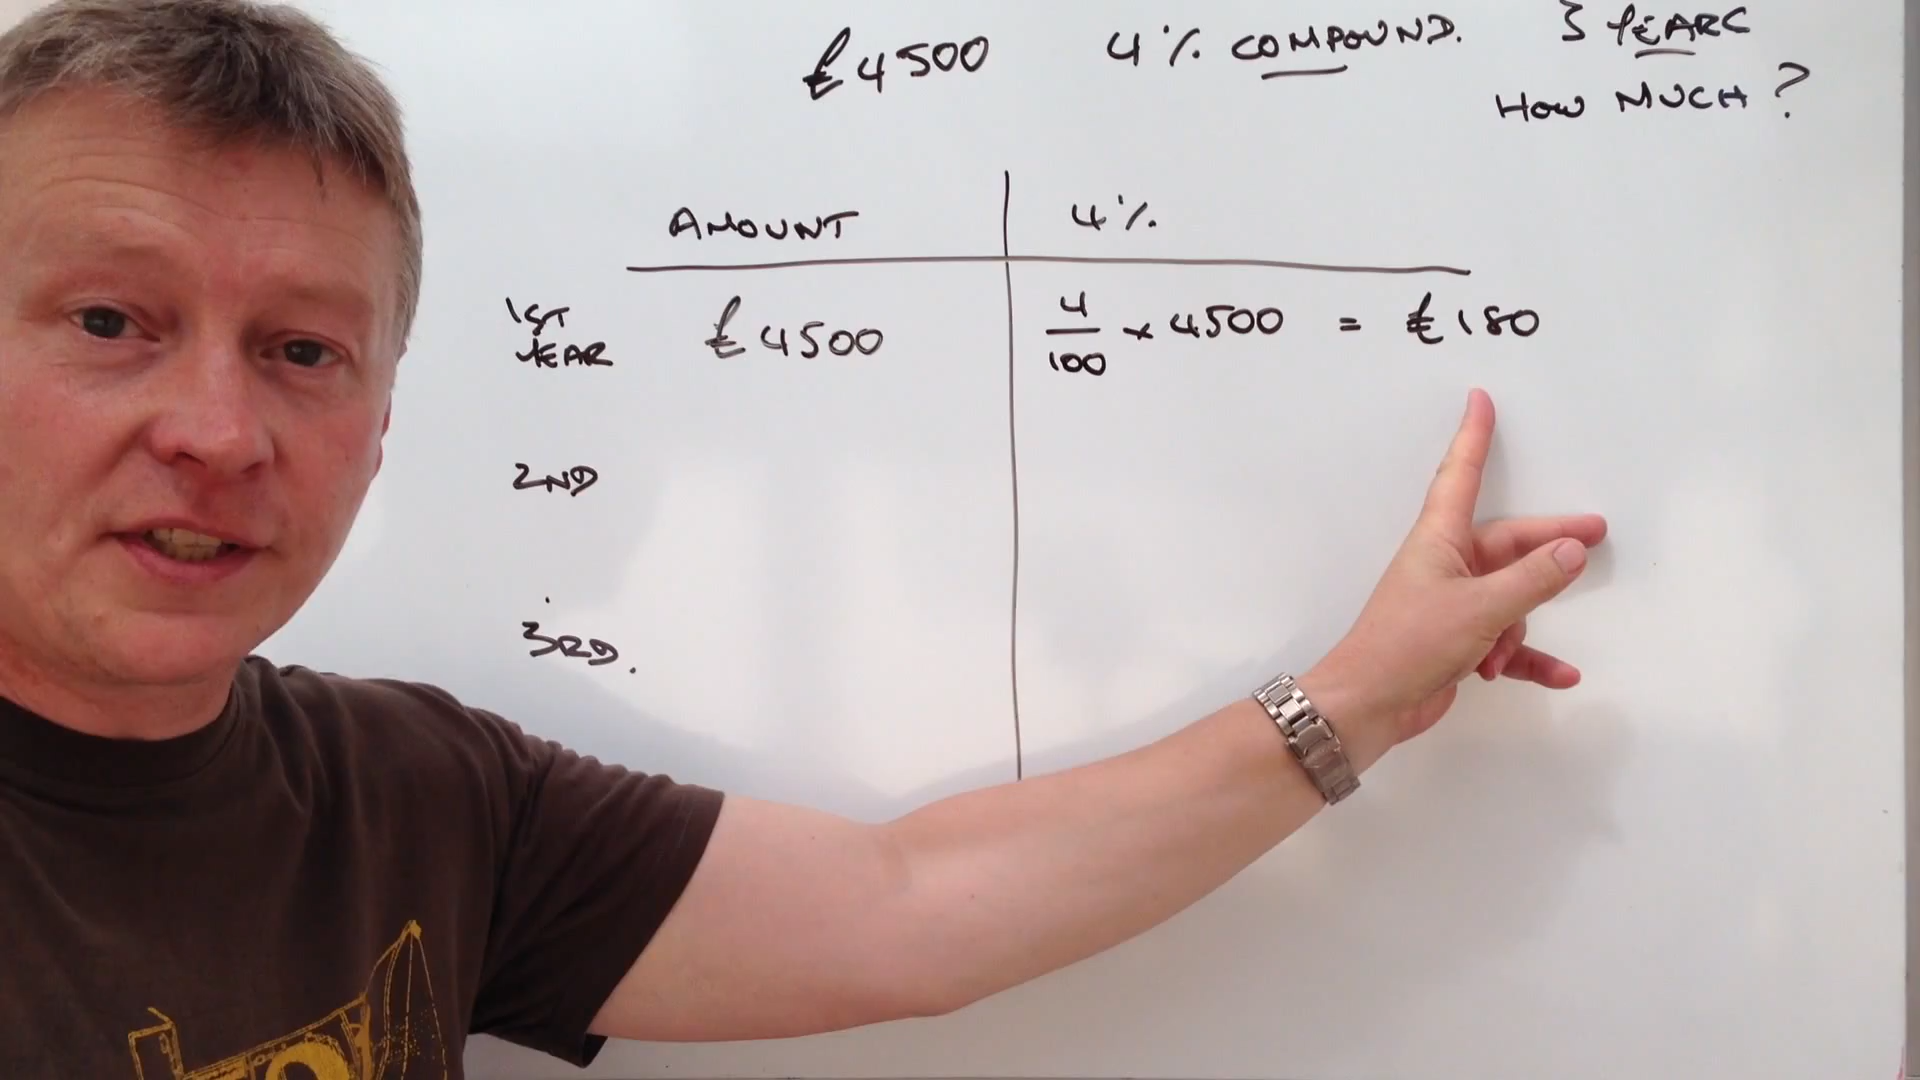 £4500 4% COMPOUND. 3 YEARS
HOW MUCH?
AMOUNT 4%
1ST
YEAR £4500 4/100 × 4500 = £180
2ND
3RD.